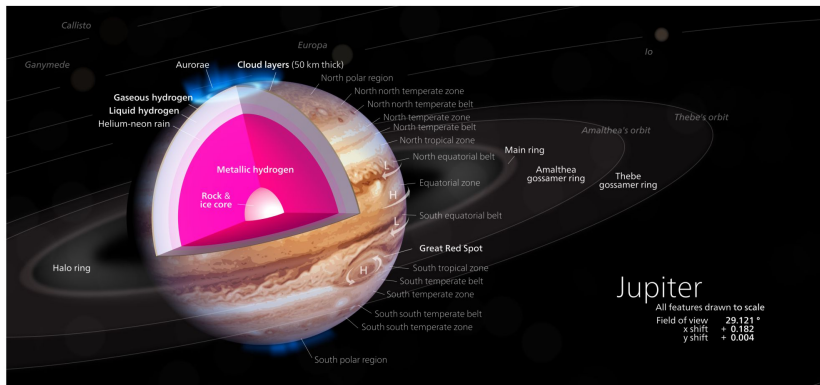 Callisto
Ganymede
Europa
Io
Aurorae
Cloud layers (50 km thick)
North polar region
Gaseous hydrogen
Liquid hydrogen
Helium-neon rain
North north temperate zone
North north temperate belt
North temperate zone
North temperate belt
North tropical zone
Thebe's orbit
Amalthea's orbit
Main ring
North equatorial belt
L
Metallic hydrogen
Amalthea
gossamer ring
Thebe
gossamer ring
Equatorial zone
H
Rock &
ice core
South equatorial belt
L
Great Red Spot
Halo ring
H
South tropical zone
South temperate belt
South temperate zone
South south temperate belt
South south temperate zone
South polar region
Jupiter
All features drawn to scale
Field of view 29.121 °
x shift + 0.182
y shift + 0.004